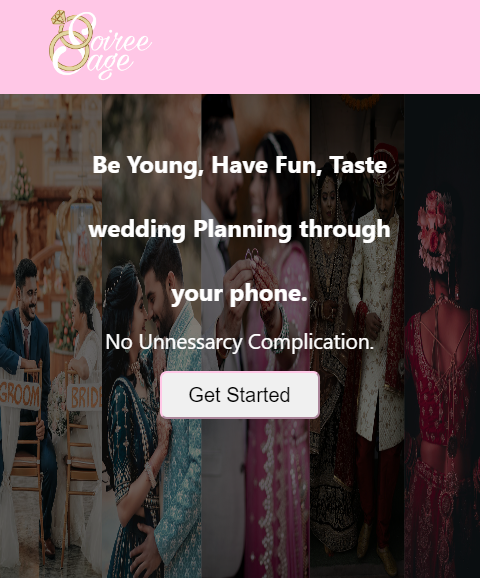 Soiree
Sage
Be Young, Have Fun, Taste
wedding Planning through
your phone.
No Unnessarcy Complication.
Get Started
GROOM
BRIDE